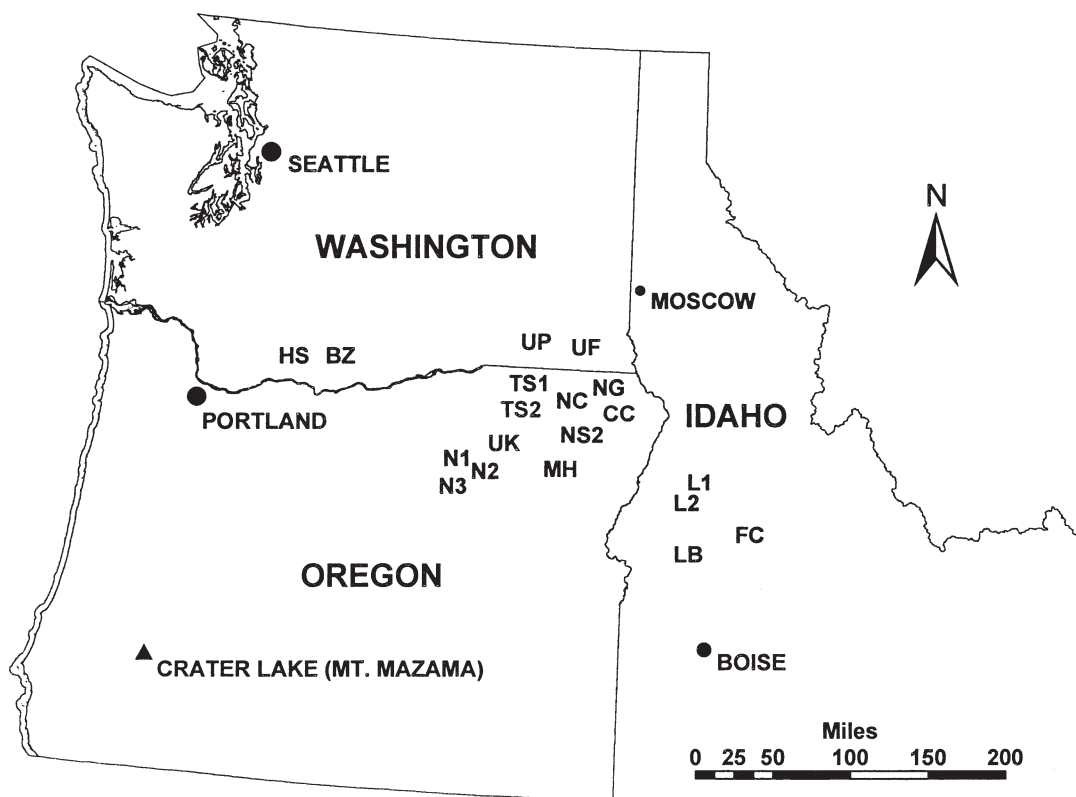 SEATTLE
N
WASHINGTON
MOSCOW
HS BZ
UP UF
TS1 NG
NC
TS2 CC
PORTLAND
IDAHO
NS2
UK
N1 N2 MH
N3
L1
L2
FC
LB
OREGON
CRATER LAKE (MT. MAZAMA)
BOISE
Miles
0 25 50 100 150 200